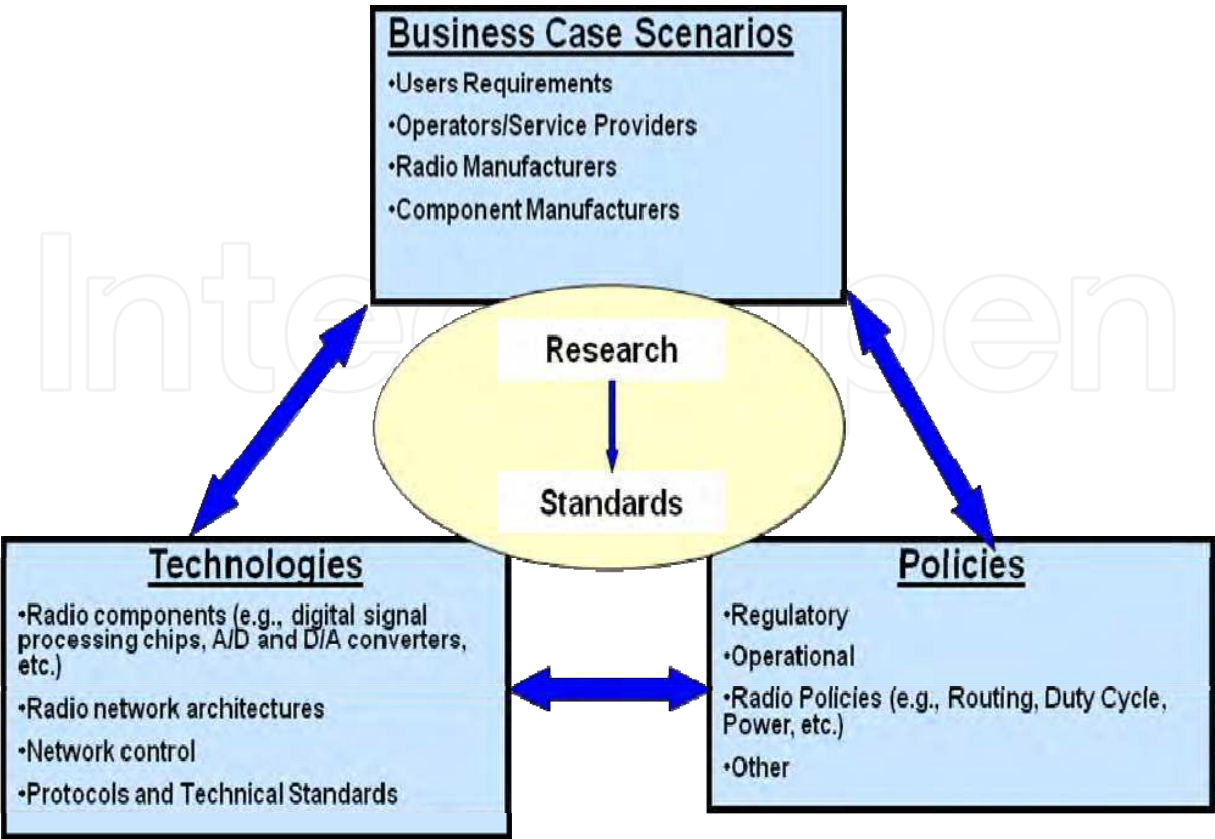 Business Case Scenarios
•Users Requirements
•Operators/Service Providers
•Radio Manufacturers
•Component Manufacturers
Research
Standards
Technologies
•Radio components (e.g., digital signal
processing chips, A/D and D/A converters,
etc.)
•Radio network architectures
•Network control
•Protocols and Technical Standards
Policies
•Regulatory
•Operational
•Radio Policies (e.g., Routing, Duty Cycle,
Power, etc.)
•Other